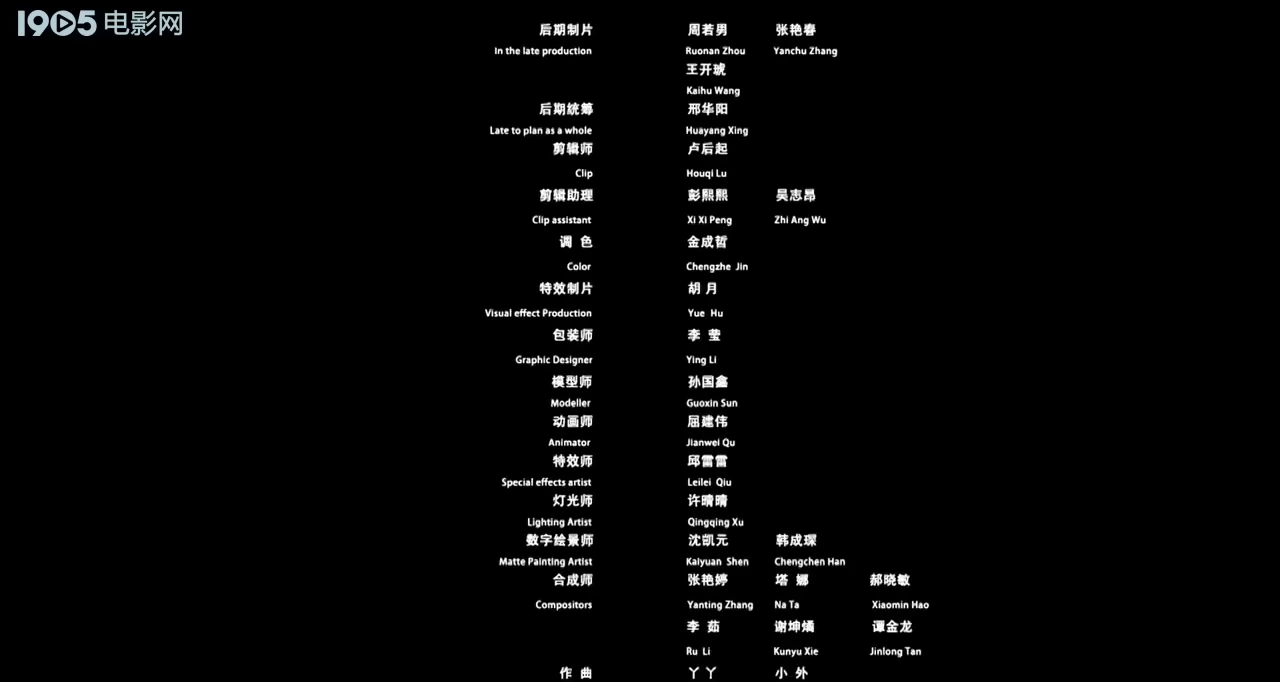 1905电影网
后期制片 周若男 张艳春
In the late production Ruonan Zhou Yanchu Zhang
王开琥
Kaihu Wang
后期统筹 邢华阳
Late to plan as a whole Huayang Xing
剪辑师 卢后起
Clip Houqi Lu
剪辑助理 彭熙熙 吴志昂
Clip assistant Xi Xi Peng Zhi Ang Wu
调 色 金成哲
Color Chengzhe Jin
特效制片 胡 月
Visual effect Production Yue Hu
包装师 李 莹
Graphic Designer Ying Li
模型师 孙国鑫
Modeller Guoxin Sun
动画师 屈建伟
Animator Jianwei Qu
特效师 邱雷雷
Special effects artist Leilei Qiu
灯光师 许晴晴
Lighting Artist Qingqing Xu
数字绘景师 沈凯元 韩成琛
Matte Painting Artist Kaiyuan Shen Chengchen Han
合成师 张艳婷 塔 娜 郝晓敏
Compositors Yanting Zhang Na Ta Xiaomin Hao
李 茹 谢坤燏 谭金龙
Ru Li Kunyu Xie Jinlong Tan
作 曲 丫丫 小 外